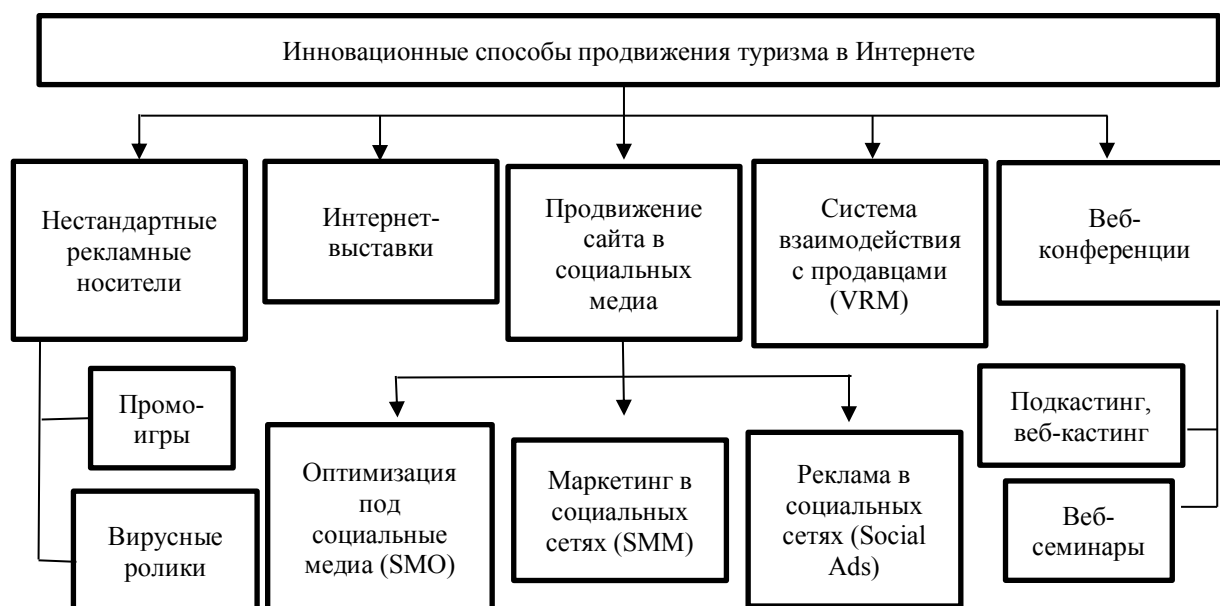 Инновационные способы продвижения туризма в Интернете
Нестандартные
рекламные
носители
Интернет-
выставки
Продвижение
сайта в
социальных
медиа
Система
взаимодействия
с продавцами
(VRM)
Веб-
конференции
Промо-
игры
Вирусные
ролики
Оптимизация
под
социальные
медиа (SMO)
Маркетинг в
социальных
сетях (SMM)
Реклама в
социальных
сетях (Social
Ads)
Подкастинг,
веб-кастинг
Веб-
семинары